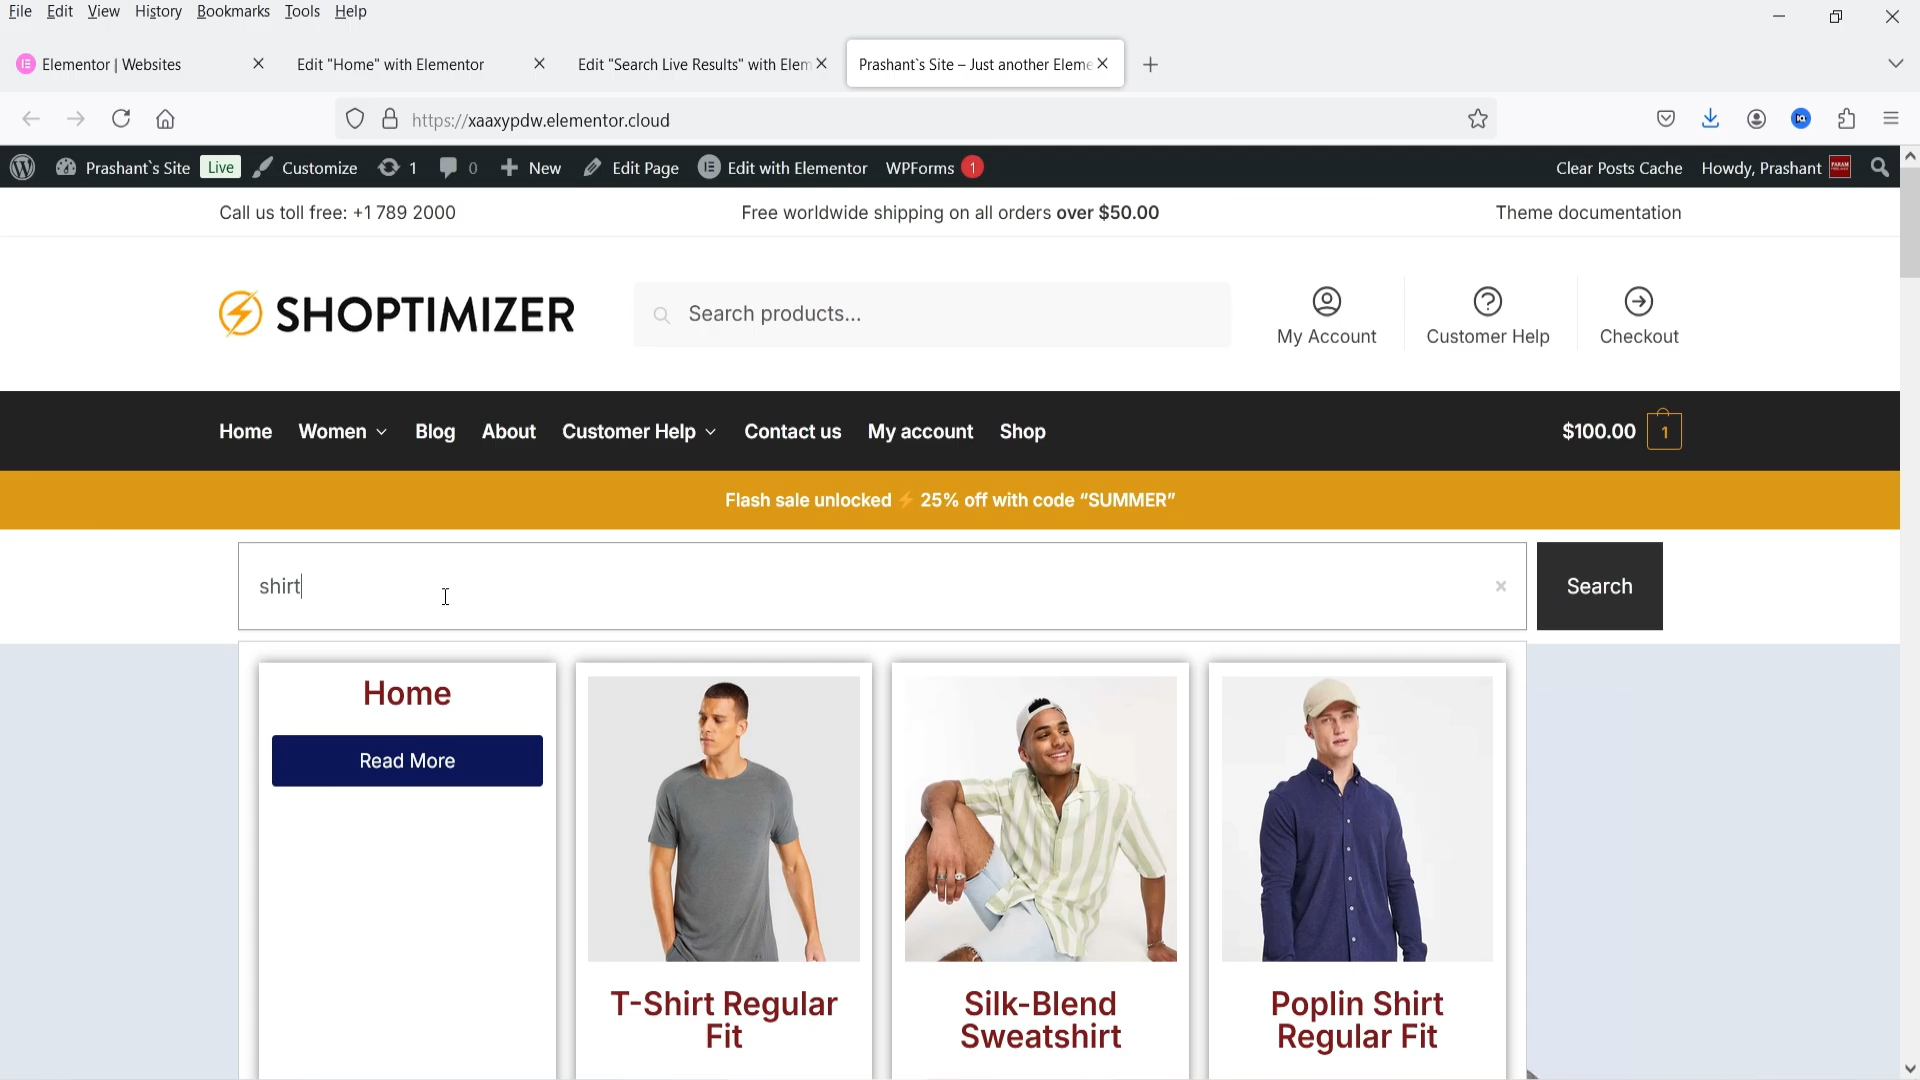 File Edit View History Bookmarks Tools Help
Elementor | Websites
Edit "Home" with Elementor
Edit "Search Live Results" with Elem
Prashant`s Site – Just another Eleme
https://xaaxypdw.elementor.cloud
Prashant`s Site Live Customize 1 0 New Edit Page Edit with Elementor WPForms 1 Clear Posts Cache Howdy, Prashant
Call us toll free: +1 789 2000
Free worldwide shipping on all orders over $50.00
Theme documentation
SHOPTIMIZER
Search products...
My Account
Customer Help
Checkout
Home Women Blog About Customer Help Contact us My account Shop $100.00 1
Flash sale unlocked ⚡ 25% off with code “SUMMER”
shirt
Search
Home
Read More
T-Shirt Regular
Fit
Silk-Blend
Sweatshirt
Poplin Shirt
Regular Fit